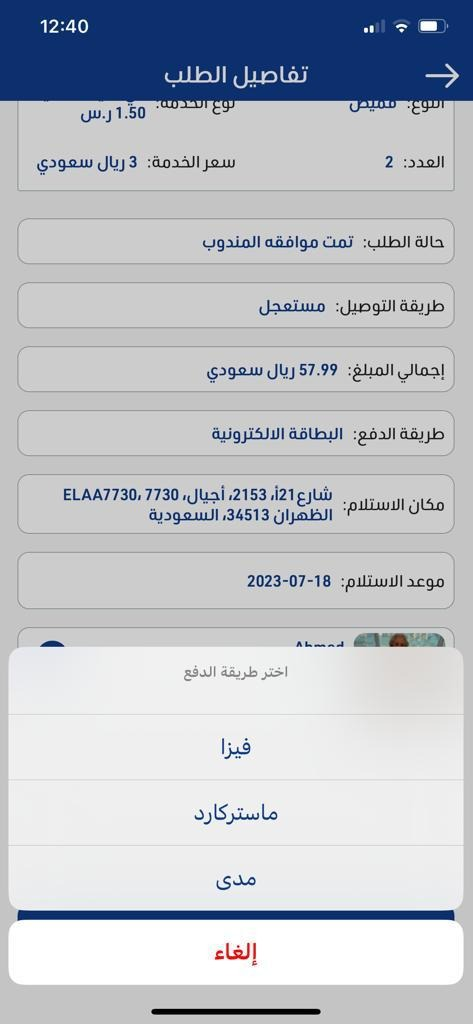 12:40
تفاصيل الطلب
النوع: قميص
نوع الخدمة:
1.50 ر.س
العدد: 2
سعر الخدمة: 3 ريال سعودي
حالة الطلب: تمت موافقه المندوب
طريقة التوصيل: مستعجل
إجمالي المبلغ: 57.99 ريال سعودي
طريقة الدفع: البطاقة الالكترونية
مكان الاستلام: شارع21أ، 2153، أجيال، 7730 ،ELAA7730
الظهران 34513، السعودية
موعد الاستلام: 2023-07-18
Ahmed
اختر طريقة الدفع
فيزا
ماستركارد
مدى
إلغاء